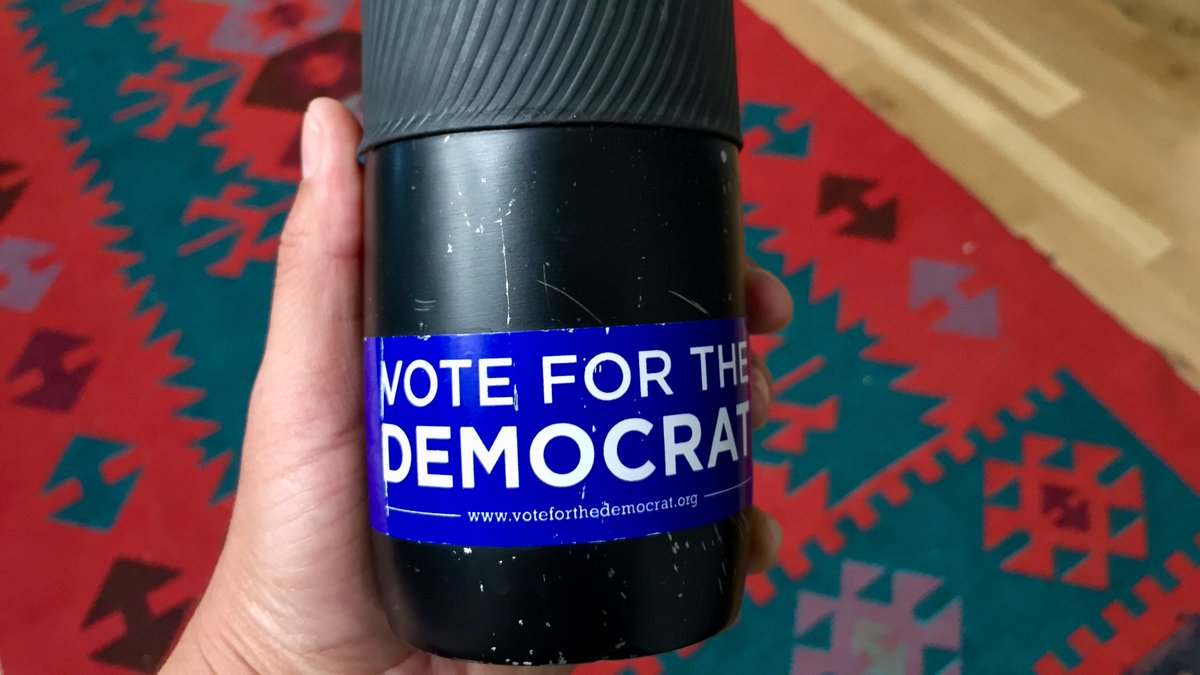 VOTE FOR THE
DEMOCRAT
www.voteforthedemocrat.org